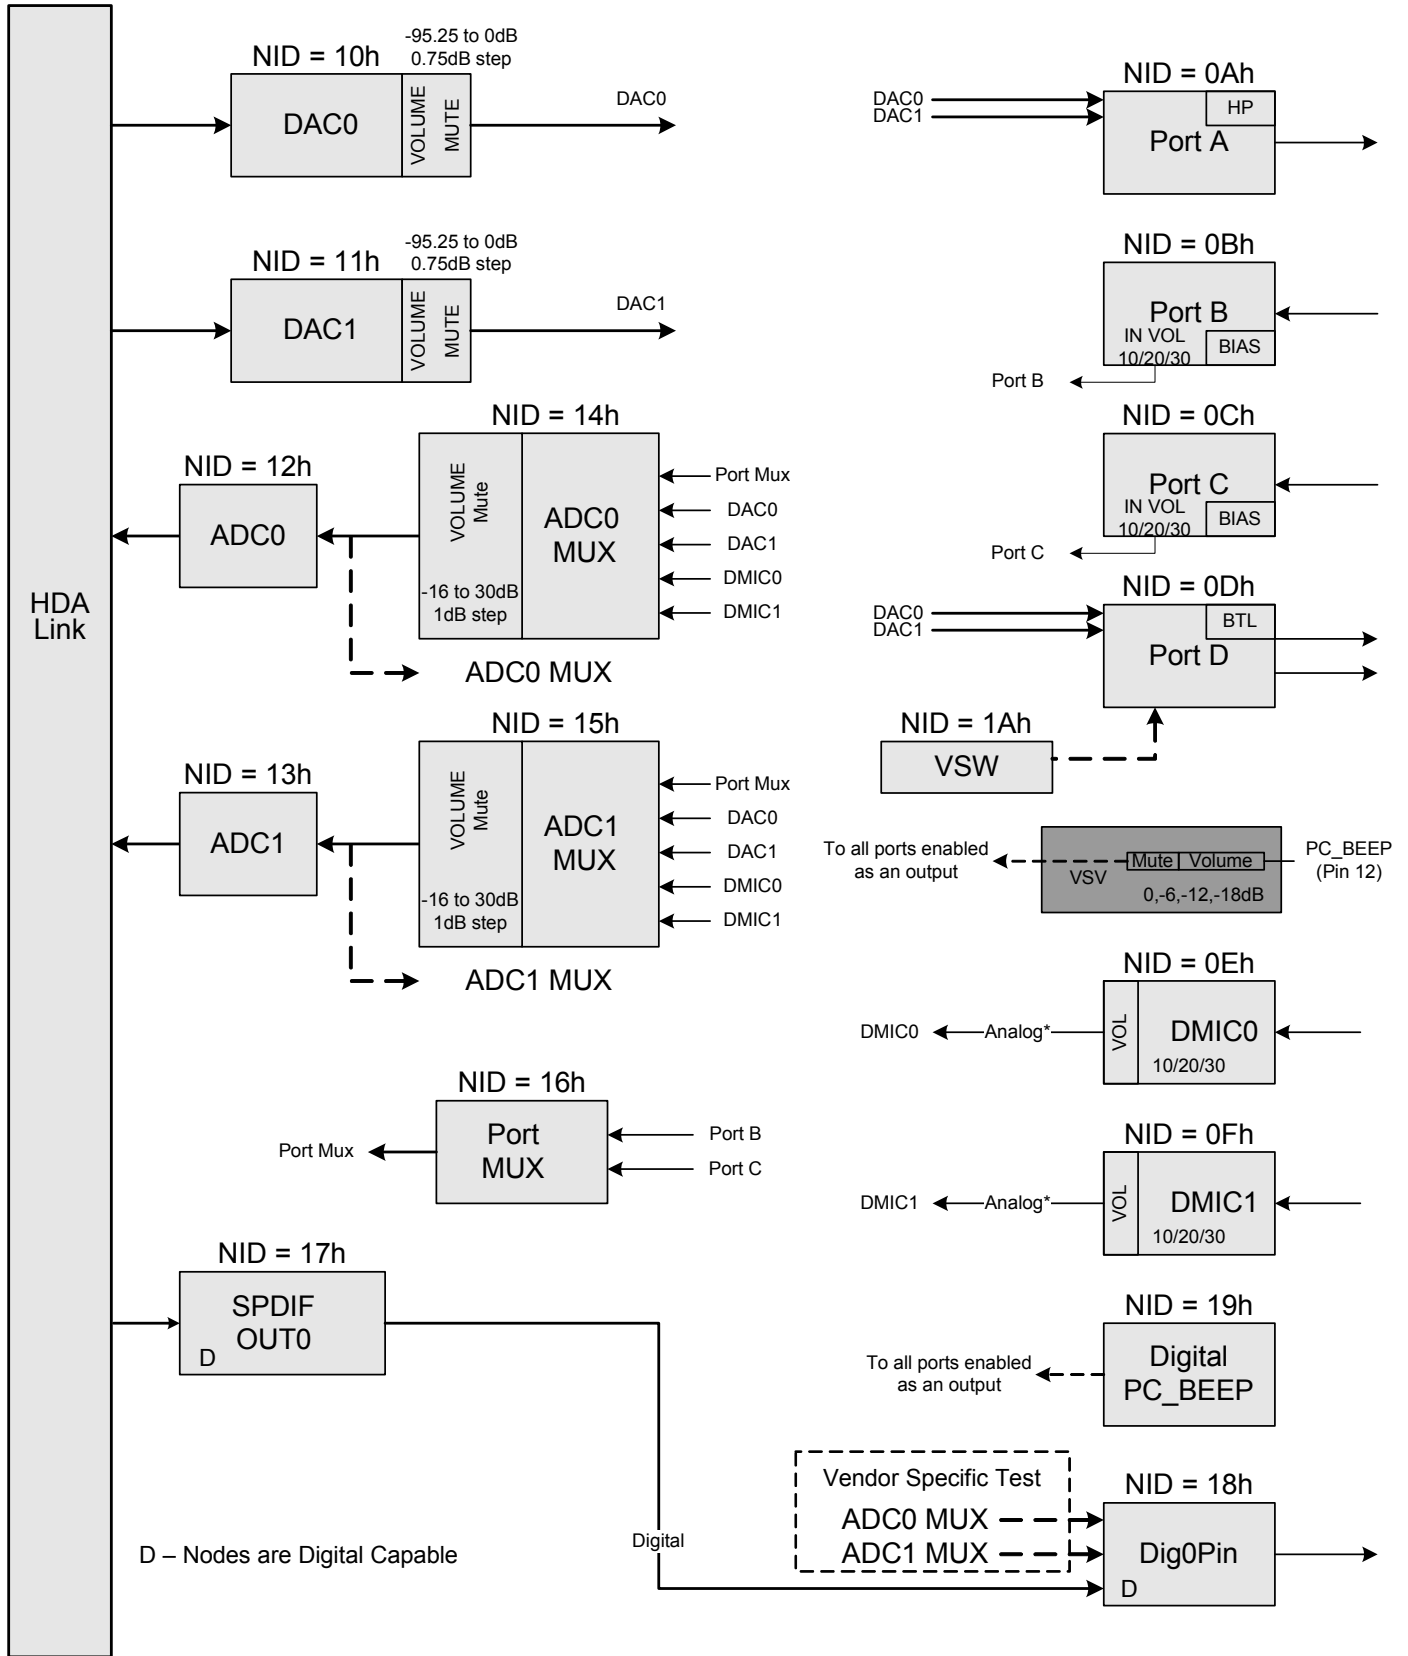 HDA
Link
NID = 10h
-95.25 to 0dB
0.75dB step
DAC0
VOLUME
MUTE
DAC0
NID = 11h
-95.25 to 0dB
0.75dB step
DAC1
VOLUME
MUTE
DAC1
NID = 14h
NID = 12h
ADC0
VOLUME
Mute
-16 to 30dB
1dB step
ADC0
MUX
Port Mux
DAC0
DAC1
DMIC0
DMIC1
ADC0 MUX
NID = 15h
NID = 13h
ADC1
VOLUME
Mute
-16 to 30dB
1dB step
ADC1
MUX
Port Mux
DAC0
DAC1
DMIC0
DMIC1
ADC1 MUX
NID = 16h
Port Mux
Port
MUX
Port B
Port C
NID = 17h
SPDIF
OUT0
D
Digital
D – Nodes are Digital Capable
NID = 0Ah
DAC0
DAC1
HP
Port A
NID = 0Bh
Port B
IN VOL
10/20/30
BIAS
Port B
NID = 0Ch
Port C
IN VOL
10/20/30
BIAS
Port C
NID = 0Dh
DAC0
DAC1
BTL
Port D
NID = 1Ah
VSW
To all ports enabled
as an output
VSV
Mute
Volume
0,-6,-12,-18dB
PC_BEEP
(Pin 12)
NID = 0Eh
DMIC0
Analog*
VOL
DMIC0
10/20/30
NID = 0Fh
DMIC1
Analog*
VOL
DMIC1
10/20/30
NID = 19h
To all ports enabled
as an output
Digital
PC_BEEP
Vendor Specific Test
ADC0 MUX
ADC1 MUX
NID = 18h
Dig0Pin
D